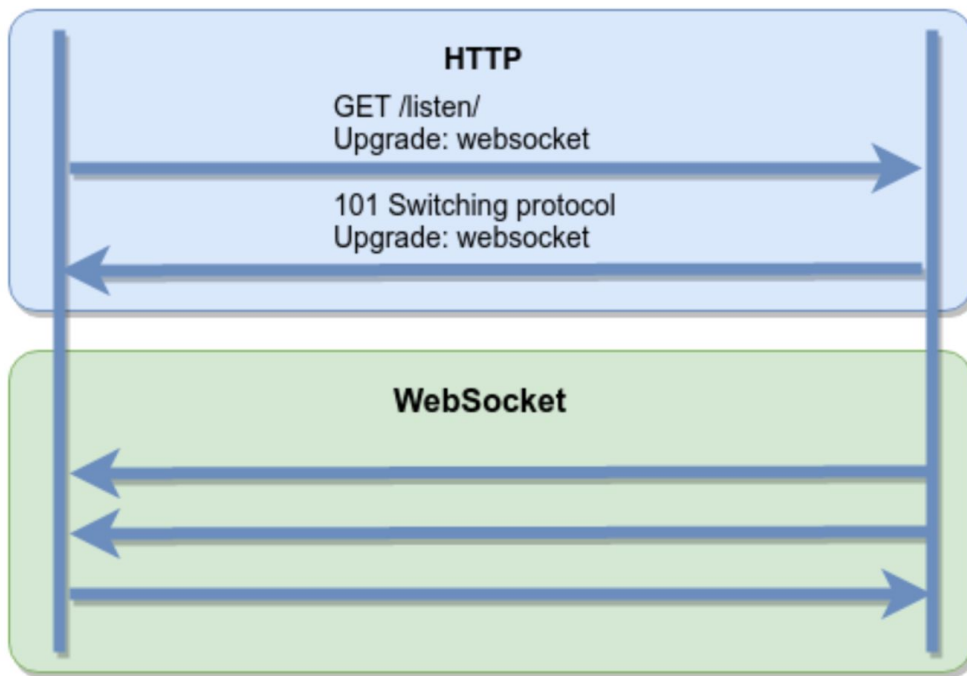 HTTP
GET /listen/
Upgrade: websocket
101 Switching protocol
Upgrade: websocket
WebSocket